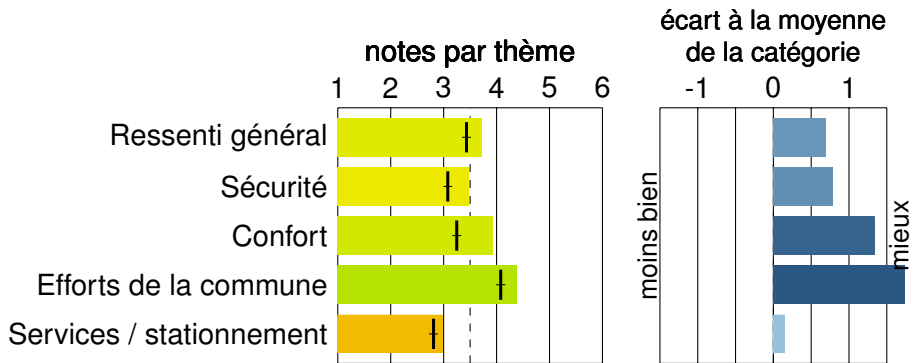 notes par thème
1 2 3 4 5 6
écart à la moyenne
de la catégorie
-1 0 1
Ressenti général
Sécurité
Confort
Efforts de la commune
Services / stationnement
moins bien
mieux